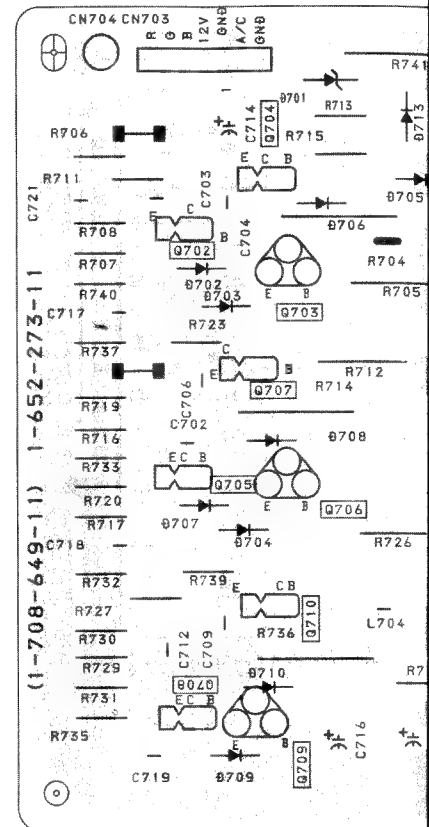 CN704 CN703
R
G
B
12V
GND
A/C
GND
R741
D701
R713
C714
Q704
R715
D713
R706
E C B
R711
C703
D705
C721
E C B
R708
C704
D706
Q702
R704
R707
D702
R740
D703
E B
R705
C717
Q703
R723
R737
C
E B
R712
Q707
R714
C706
R719
C702
R716
D708
E C B
R733
Q705
R720
E B
Q706
R717
D707
D704
R726
C718
R732
R739
E C B
R727
Q710
L704
R736
R730
C712
C709
R729
D710
R7
Q708
R731
E C B
R735
E B
C716
C719
D709
Q709
(1-708-649-11) 1-652-273-11